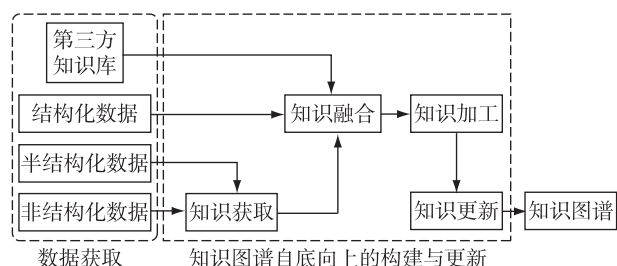 第三方
知识库
结构化数据
知识融合
知识加工
半结构化数据
非结构化数据
知识获取
知识更新
知识图谱
数据获取
知识图谱自底向上的构建与更新